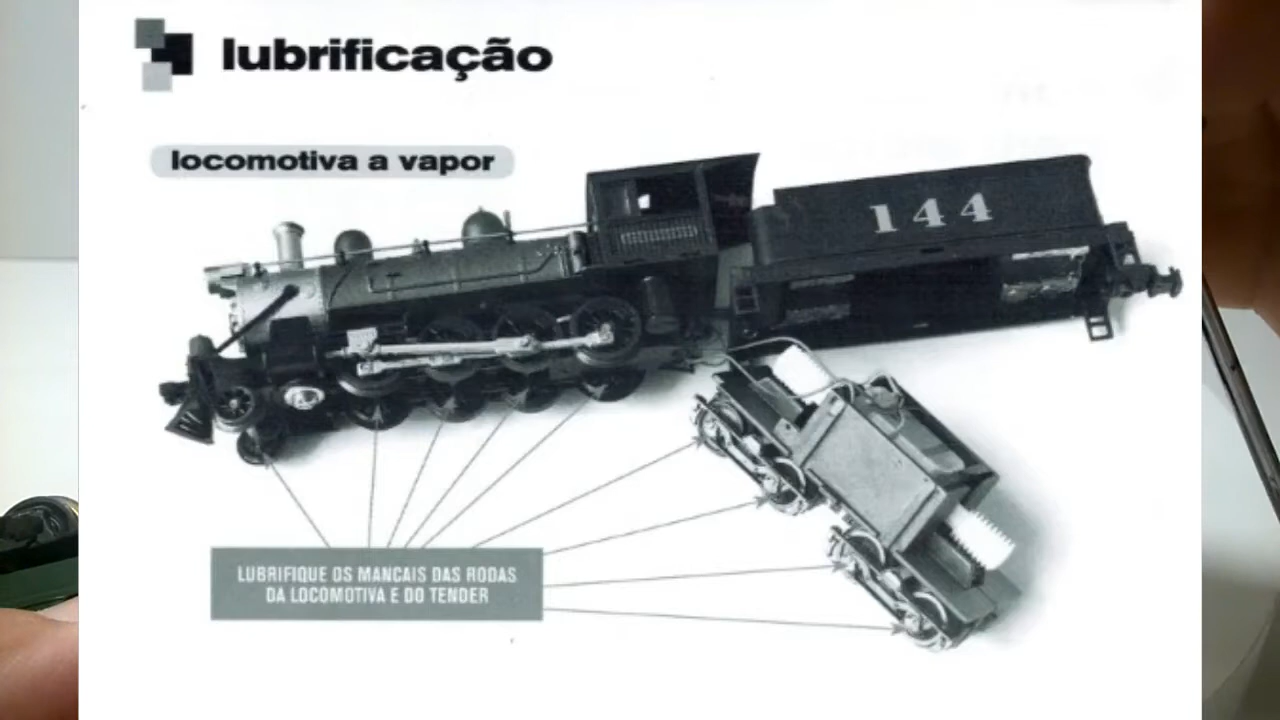 lubrificação
locomotiva a vapor
144
LUBRIFIQUE OS MANCAIS DAS RODAS
DA LOCOMOTIVA E DO TENDER